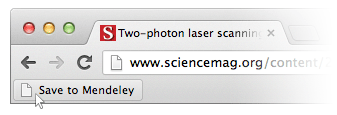 S Two-photon laser scanning
www.sciencemag.org/content/
Save to Mendeley